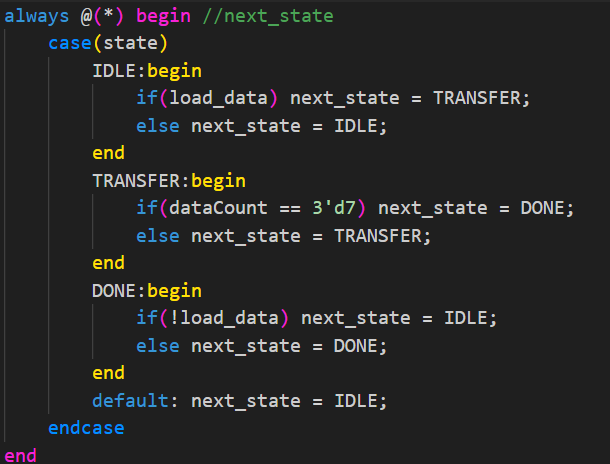 always @(*) begin //next_state
    case(state)
        IDLE:begin
            if(load_data) next_state = TRANSFER;
            else next_state = IDLE;
        end
        TRANSFER:begin
            if(dataCount == 3'd7) next_state = DONE;
            else next_state = TRANSFER;
        end
        DONE:begin
            if(!load_data) next_state = IDLE;
            else next_state = DONE;
        end
        default: next_state = IDLE;
    endcase
end